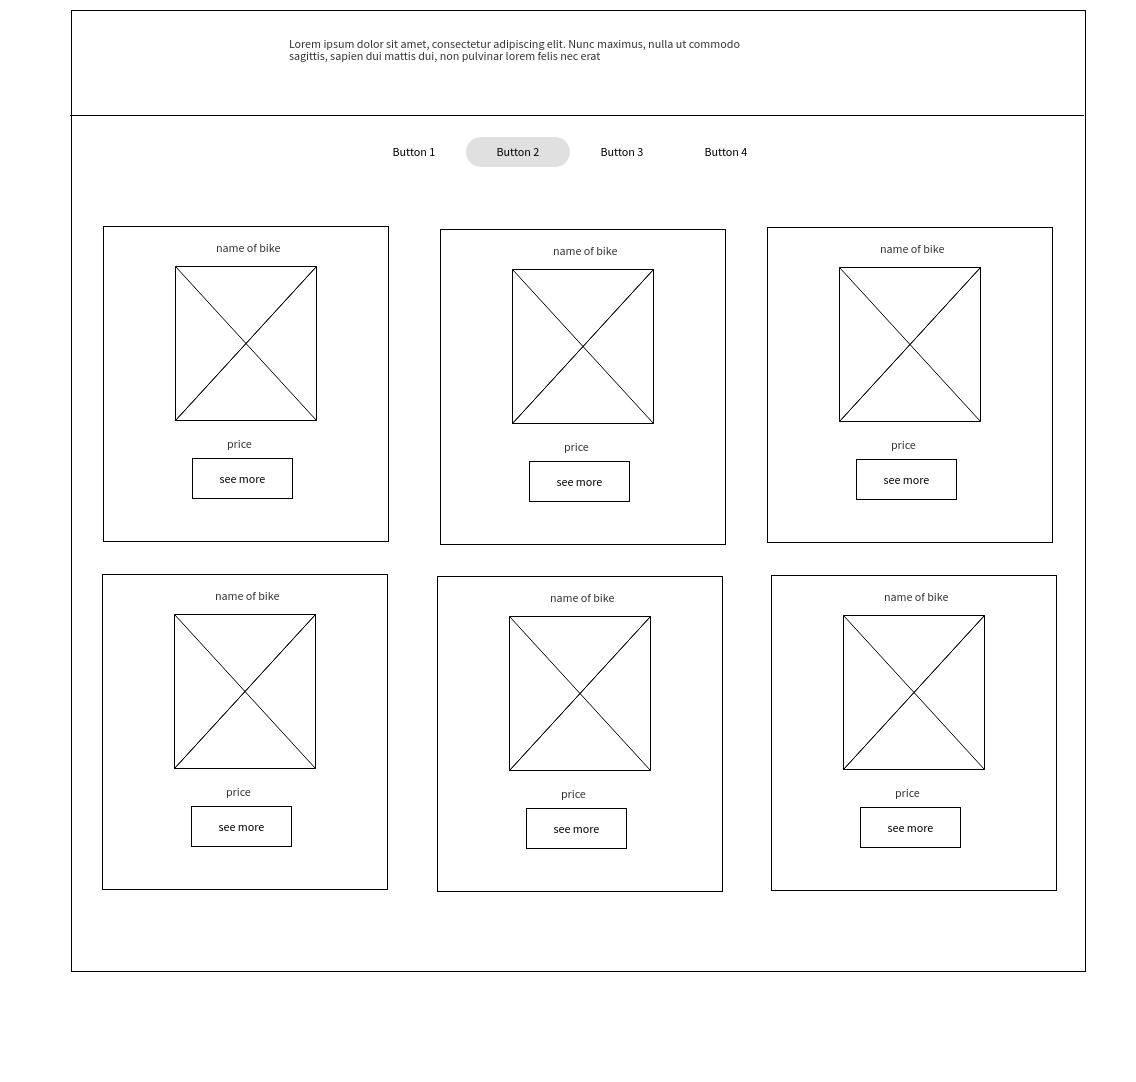 Lorem ipsum dolor sit amet, consectetur adipiscing elit. Nunc maximus, nulla ut commodo
sagittis, sapien dui mattis dui, non pulvinar lorem felis nec erat
Button 1 Button 2 Button 3 Button 4
name of bike
price
see more
name of bike
price
see more
name of bike
price
see more
name of bike
price
see more
name of bike
price
see more
name of bike
price
see more